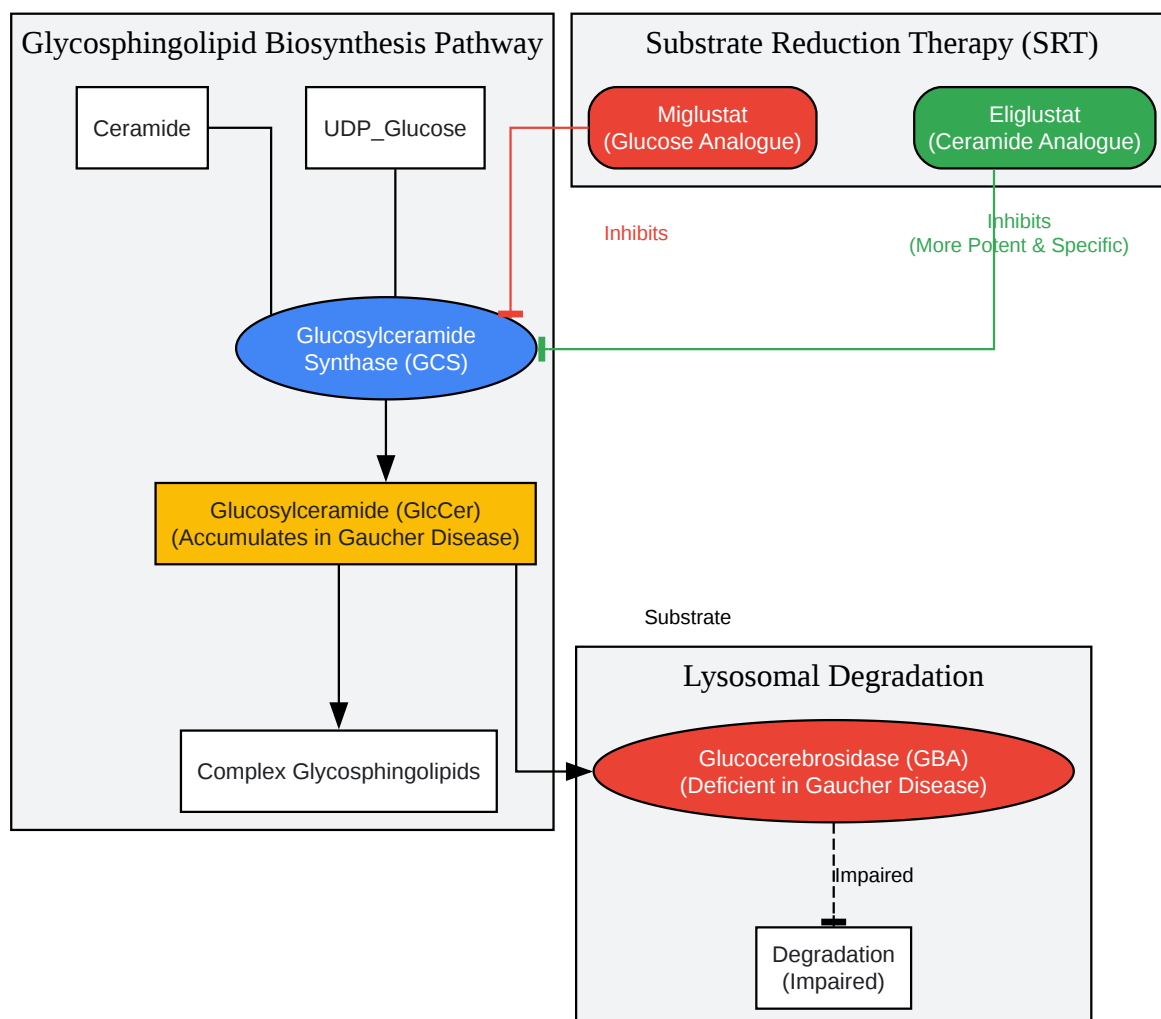 Glycosphingolipid Biosynthesis Pathway
Substrate Reduction Therapy (SRT)
Ceramide
UDP_Glucose
Miglustat
(Glucose Analogue)
Eliglustat
(Ceramide Analogue)
Inhibits
Inhibits
(More Potent & Specific)
Glucosylceramide
Synthase (GCS)
Glucosylceramide (GlcCer)
(Accumulates in Gaucher Disease)
Substrate
Lysosomal Degradation
Complex Glycosphingolipids
Glucocerebrosidase (GBA)
(Deficient in Gaucher Disease)
Impaired
Degradation
(Impaired)